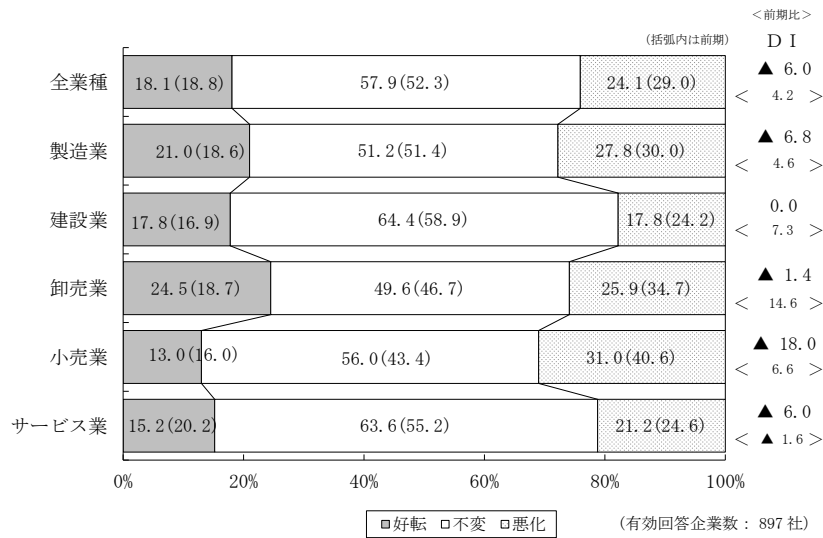 ＜前期比＞
(括弧内は前期) ＤＩ
全業種 18.1(18.8) 57.9(52.3) 24.1(29.0) ▲ 6.0
＜ 4.2 ＞
製造業 21.0(18.6) 51.2(51.4) 27.8(30.0) ▲ 6.8
＜ 4.6 ＞
建設業 17.8(16.9) 64.4(58.9) 17.8(24.2) 0.0
＜ 7.3 ＞
卸売業 24.5(18.7) 49.6(46.7) 25.9(34.7) ▲ 1.4
＜ 14.6 ＞
小売業 13.0(16.0) 56.0(43.4) 31.0(40.6) ▲ 18.0
＜ 6.6 ＞
サービス業 15.2(20.2) 63.6(55.2) 21.2(24.6) ▲ 6.0
＜ ▲ 1.6 ＞
0% 20% 40% 60% 80% 100%
好転 不変 悪化 (有効回答企業数：897 社)